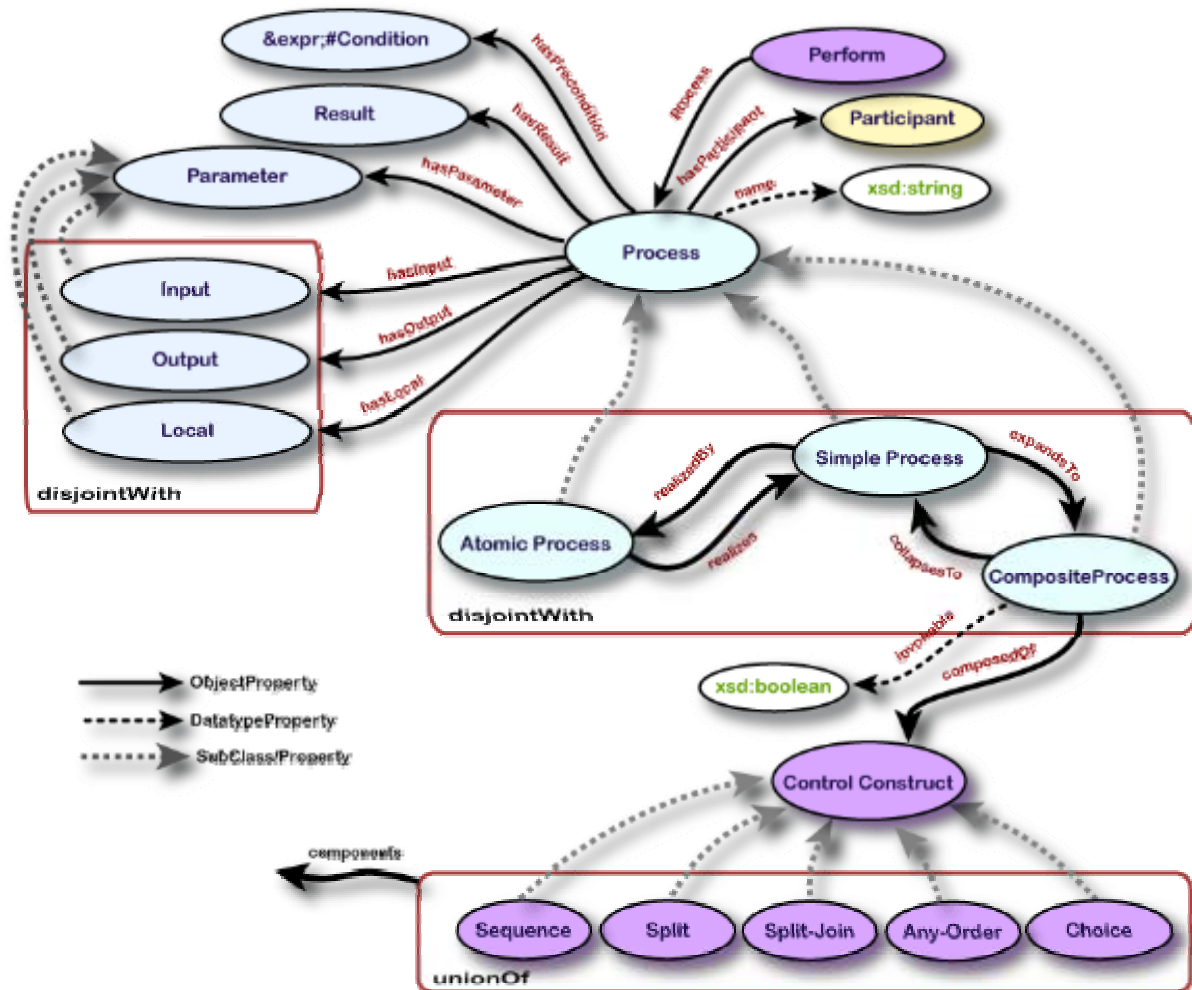 &expr;#Condition
hasPrecondition
Perform
process
Result
hasResult
hasParticipant
Participant
Parameter
hasParameter
name
xsd:string
Process
hasInput
Input
hasOutput
Output
hasLocal
Local
disjointWith
realizedBy
Simple Process
expandsTo
Atomic Process
realizes
collapsesTo
CompositeProcess
disjointWith
invokable
composedOf
xsd:boolean
ObjectProperty
DatatypeProperty
SubClass/Property
Control Construct
components
Sequence
Split
Split-Join
Any-Order
Choice
unionOf